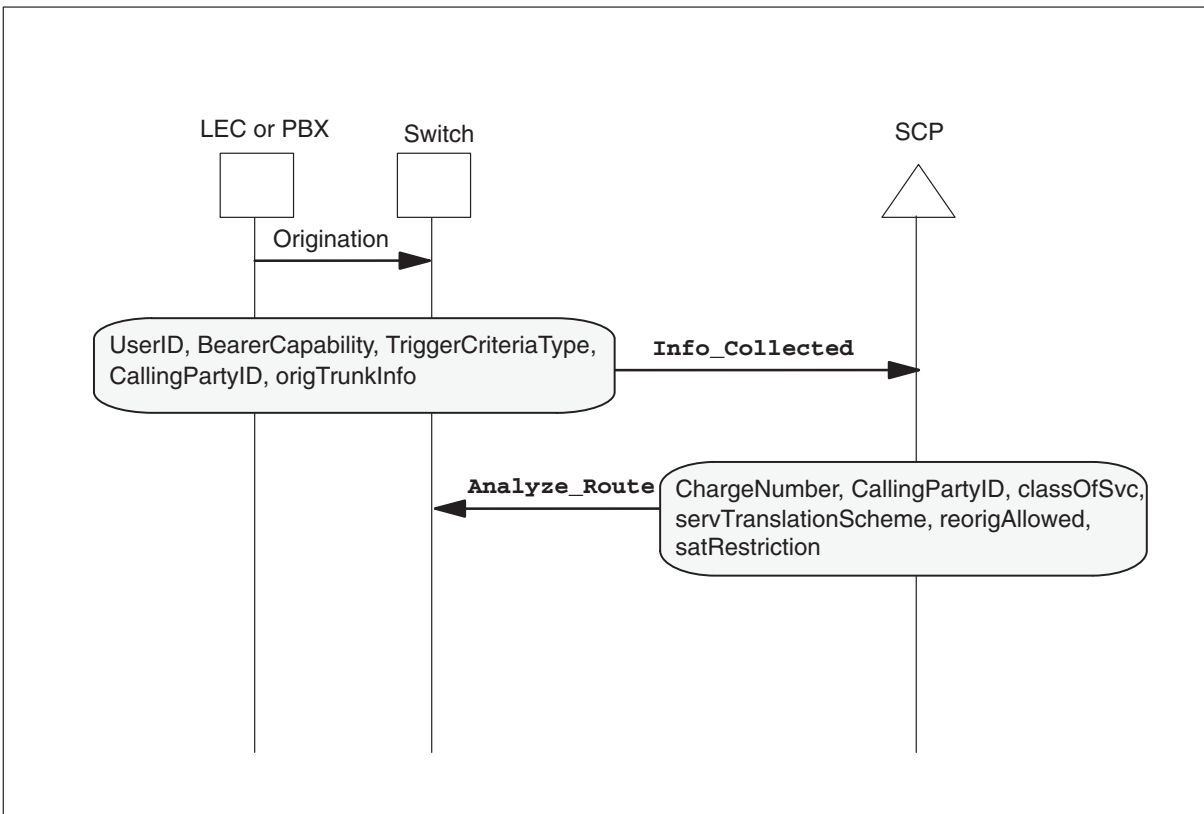 LEC or PBX
Switch
SCP
Origination
UserID, BearerCapability, TriggerCriteriaType,
CallingPartyID, origTrunkInfo
Info_Collected
Analyze_Route
ChargeNumber, CallingPartyID, classOfSvc,
servTranslationScheme, reorigAllowed,
satRestriction